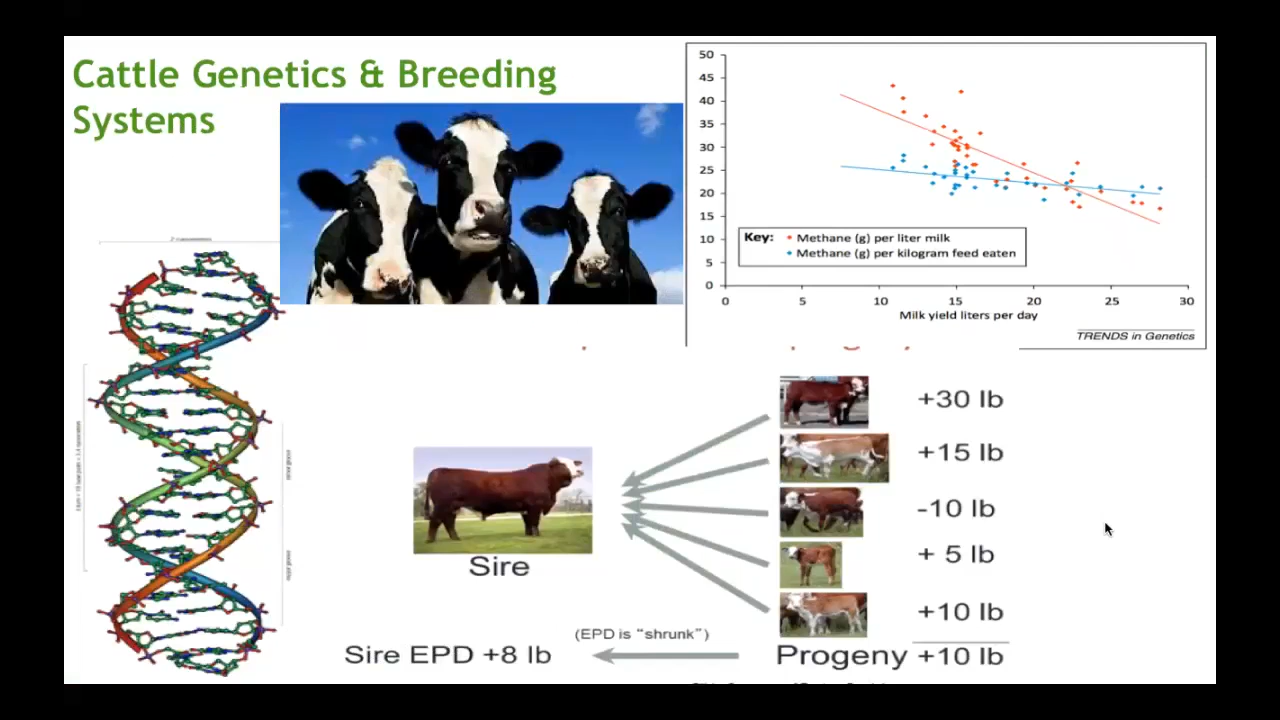 Cattle Genetics & Breeding
Systems
50
45
40
35
30
25
20
15
10
5
0
Key:
Methane (g) per liter milk
Methane (g) per kilogram feed eaten
0 5 10 15 20 25 30
Milk yield liters per day
TRENDS in Genetics
+30 lb
+15 lb
-10 lb
+ 5 lb
+10 lb
Sire
(EPD is “shrunk”)
Sire EPD +8 lb
Progeny +10 lb